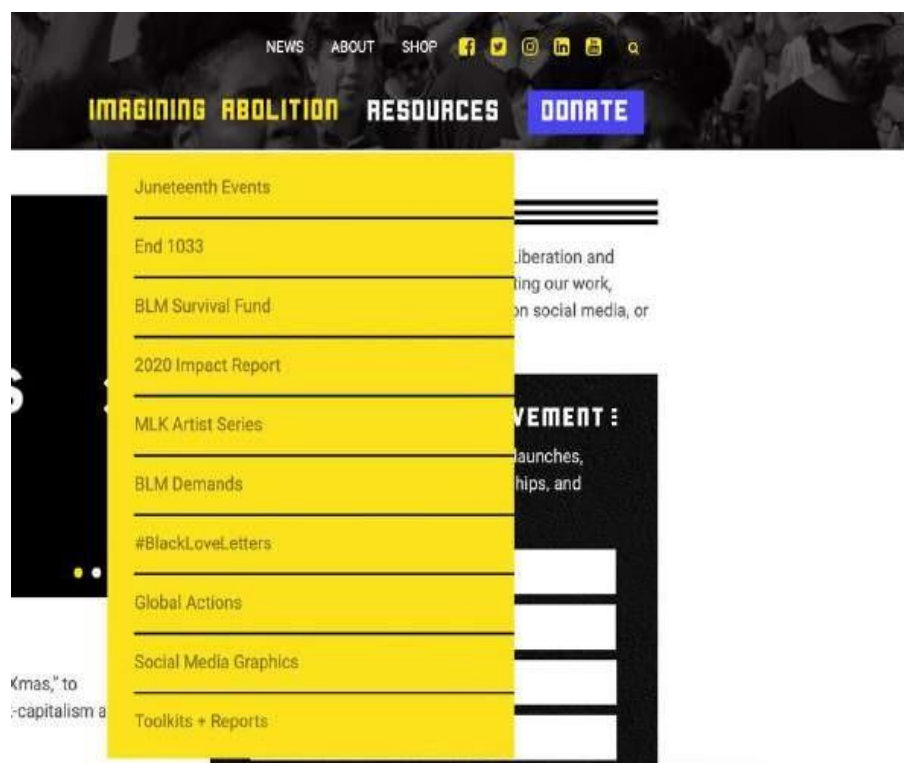 NEWS ABOUT SHOP
IMAGINING ABOLITION RESOURCES DONATE
Juneteenth Events
End 1033
BLM Survival Fund
2020 Impact Report
MLK Artist Series
BLM Demands
#BlackLoveLetters
Global Actions
Social Media Graphics
Toolkits + Reports
Liberation and
ting our work,
on social media, or
S
VEMENT
launches,
hips, and
Xmas," to
-capitalism a